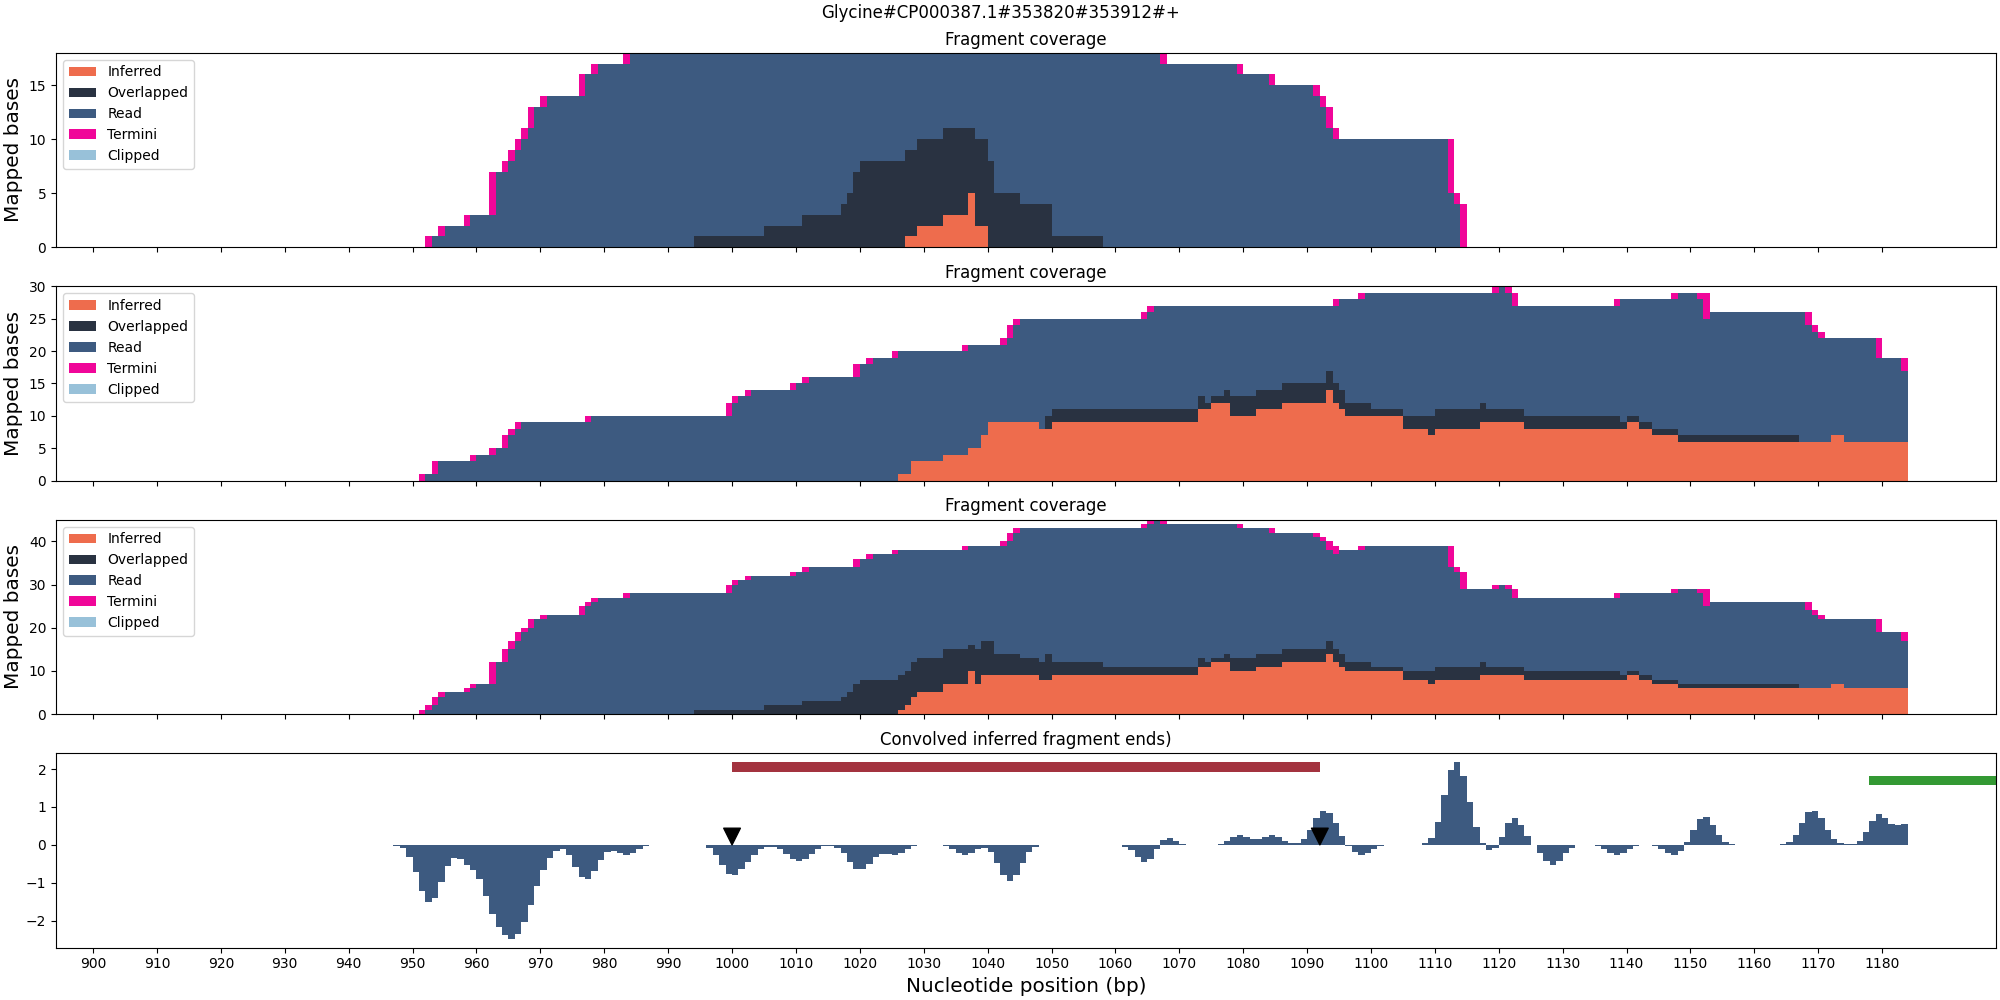 Glycine#CP000387.1#353820#353912#+
Fragment coverage
Mapped bases
15
10
5
0
Inferred
Overlapped
Read
Termini
Clipped
Fragment coverage
Mapped bases
30
25
20
15
10
5
0
Inferred
Overlapped
Read
Termini
Clipped
Fragment coverage
Mapped bases
40
30
20
10
0
Inferred
Overlapped
Read
Termini
Clipped
Convolved inferred fragment ends)
2
1
0
−1
−2
900 910 920 930 940 950 960 970 980 990 1000 1010 1020 1030 1040 1050 1060 1070 1080 1090 1100 1110 1120 1130 1140 1150 1160 1170 1180
Nucleotide position (bp)